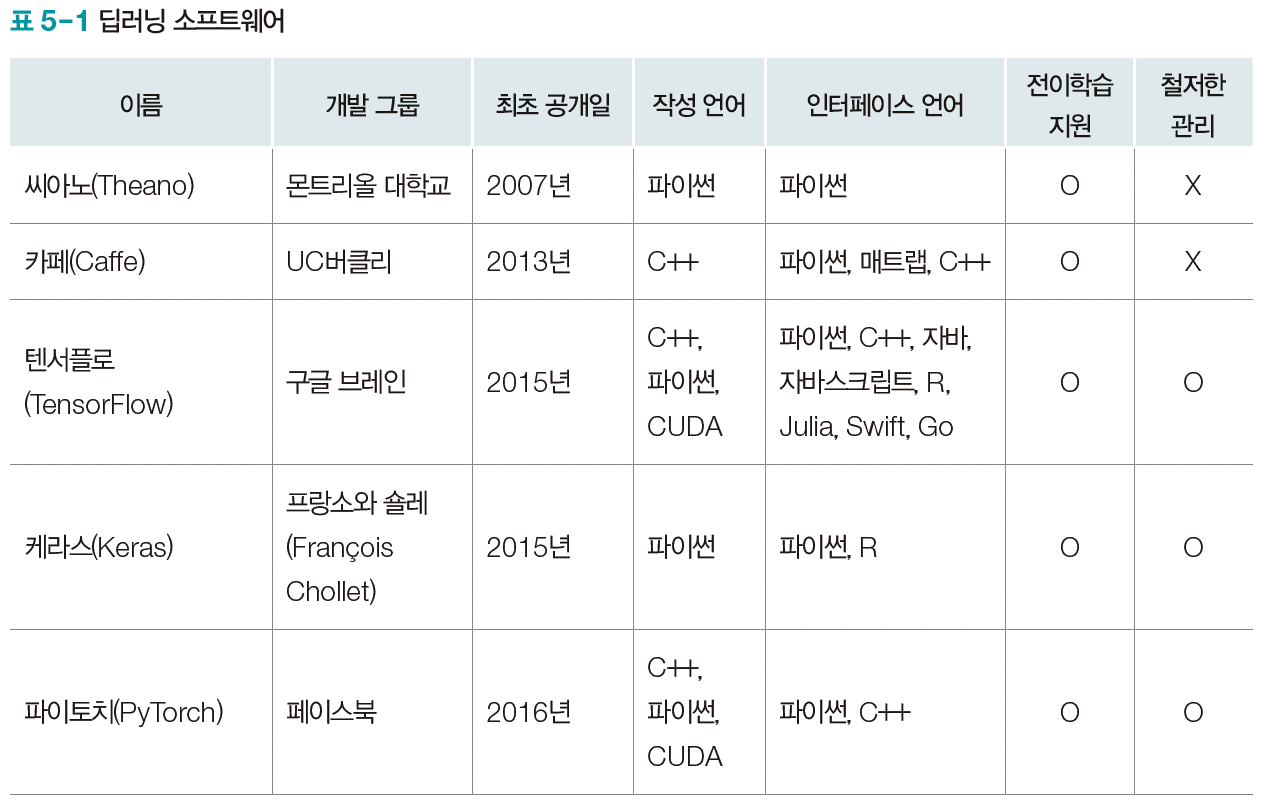 표 5-1 딥러닝 소프트웨어
이름 개발 그룹 최초 공개일 작성 언어 인터페이스 언어 전이학습 지원 철저한 관리
씨아노(Theano) 몬트리올 대학교 2007년 파이썬 파이썬 O X
카페(Caffe) UC버클리 2013년 C++ 파이썬, 매트랩, C++ O X
텐서플로 (TensorFlow) 구글 브레인 2015년 C++, 파이썬, CUDA 파이썬, C++, 자바, 자바스크립트, R, Julia, Swift, Go O O
케라스(Keras) 프랑소와 숄레 (François Chollet) 2015년 파이썬 파이썬, R O O
파이토치(PyTorch) 페이스북 2016년 C++, 파이썬, CUDA 파이썬, C++ O O